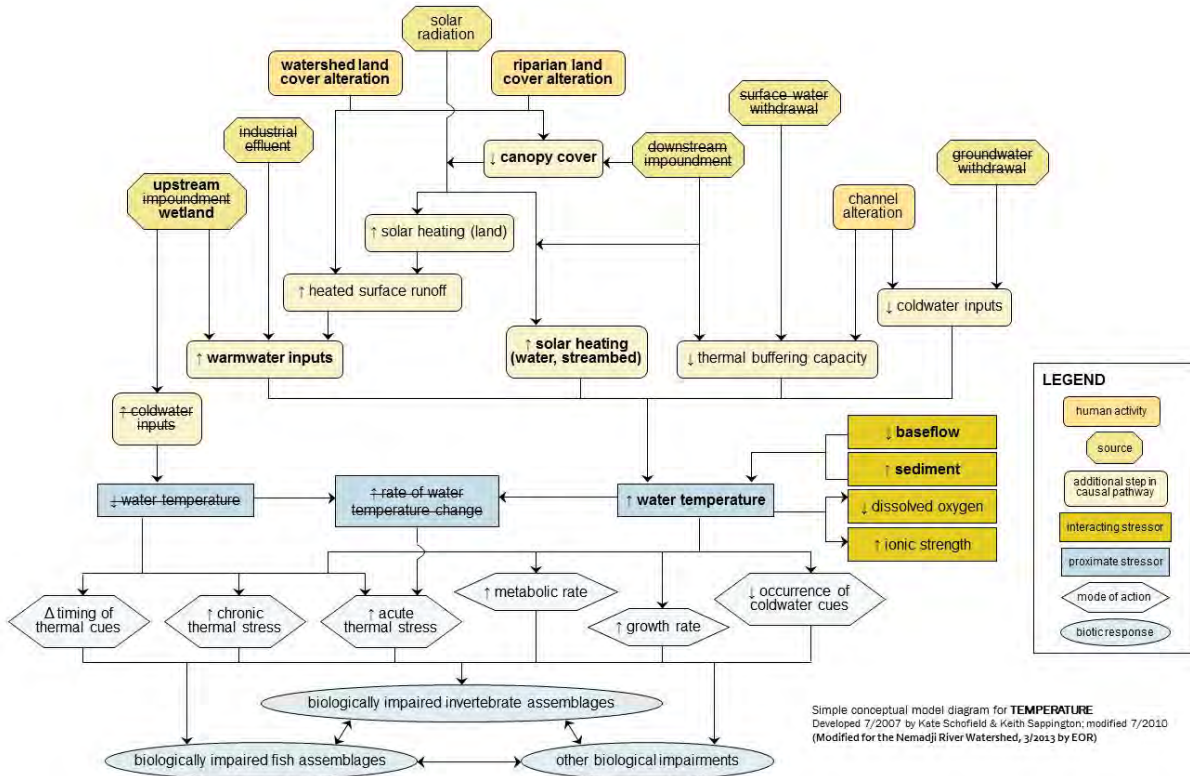 solar
radiation
watershed land
cover alteration
riparian land
cover alteration
surface water
withdrawal
industrial
effluent
↓ canopy cover
downstream
impoundment
groundwater
withdrawal
upstream
impoundment
wetland
channel
alteration
↑ solar heating (land)
↑ heated surface runoff
↓ coldwater inputs
↑ warmwater inputs
↑ solar heating
(water, streambed)
↓ thermal buffering capacity
↑ coldwater
inputs
LEGEND
human activity
source
additional step in
causal pathway
interacting stressor
proximate stressor
mode of action
biotic response
↓ baseflow
↑ sediment
↓ dissolved oxygen
↑ ionic strength
↓ water temperature
↑ rate of water
temperature change
↑ water temperature
Δ timing of
thermal cues
↑ chronic
thermal stress
↑ acute
thermal stress
↑ metabolic rate
↑ growth rate
↓ occurrence of
coldwater cues
biologically impaired invertebrate assemblages
biologically impaired fish assemblages
other biological impairments
Simple conceptual model diagram for TEMPERATURE
Developed 7/2007 by Kate Schofield & Keith Sappington; modified 7/2010
(Modified for the Nemadji River Watershed, 3/2013 by EOR)